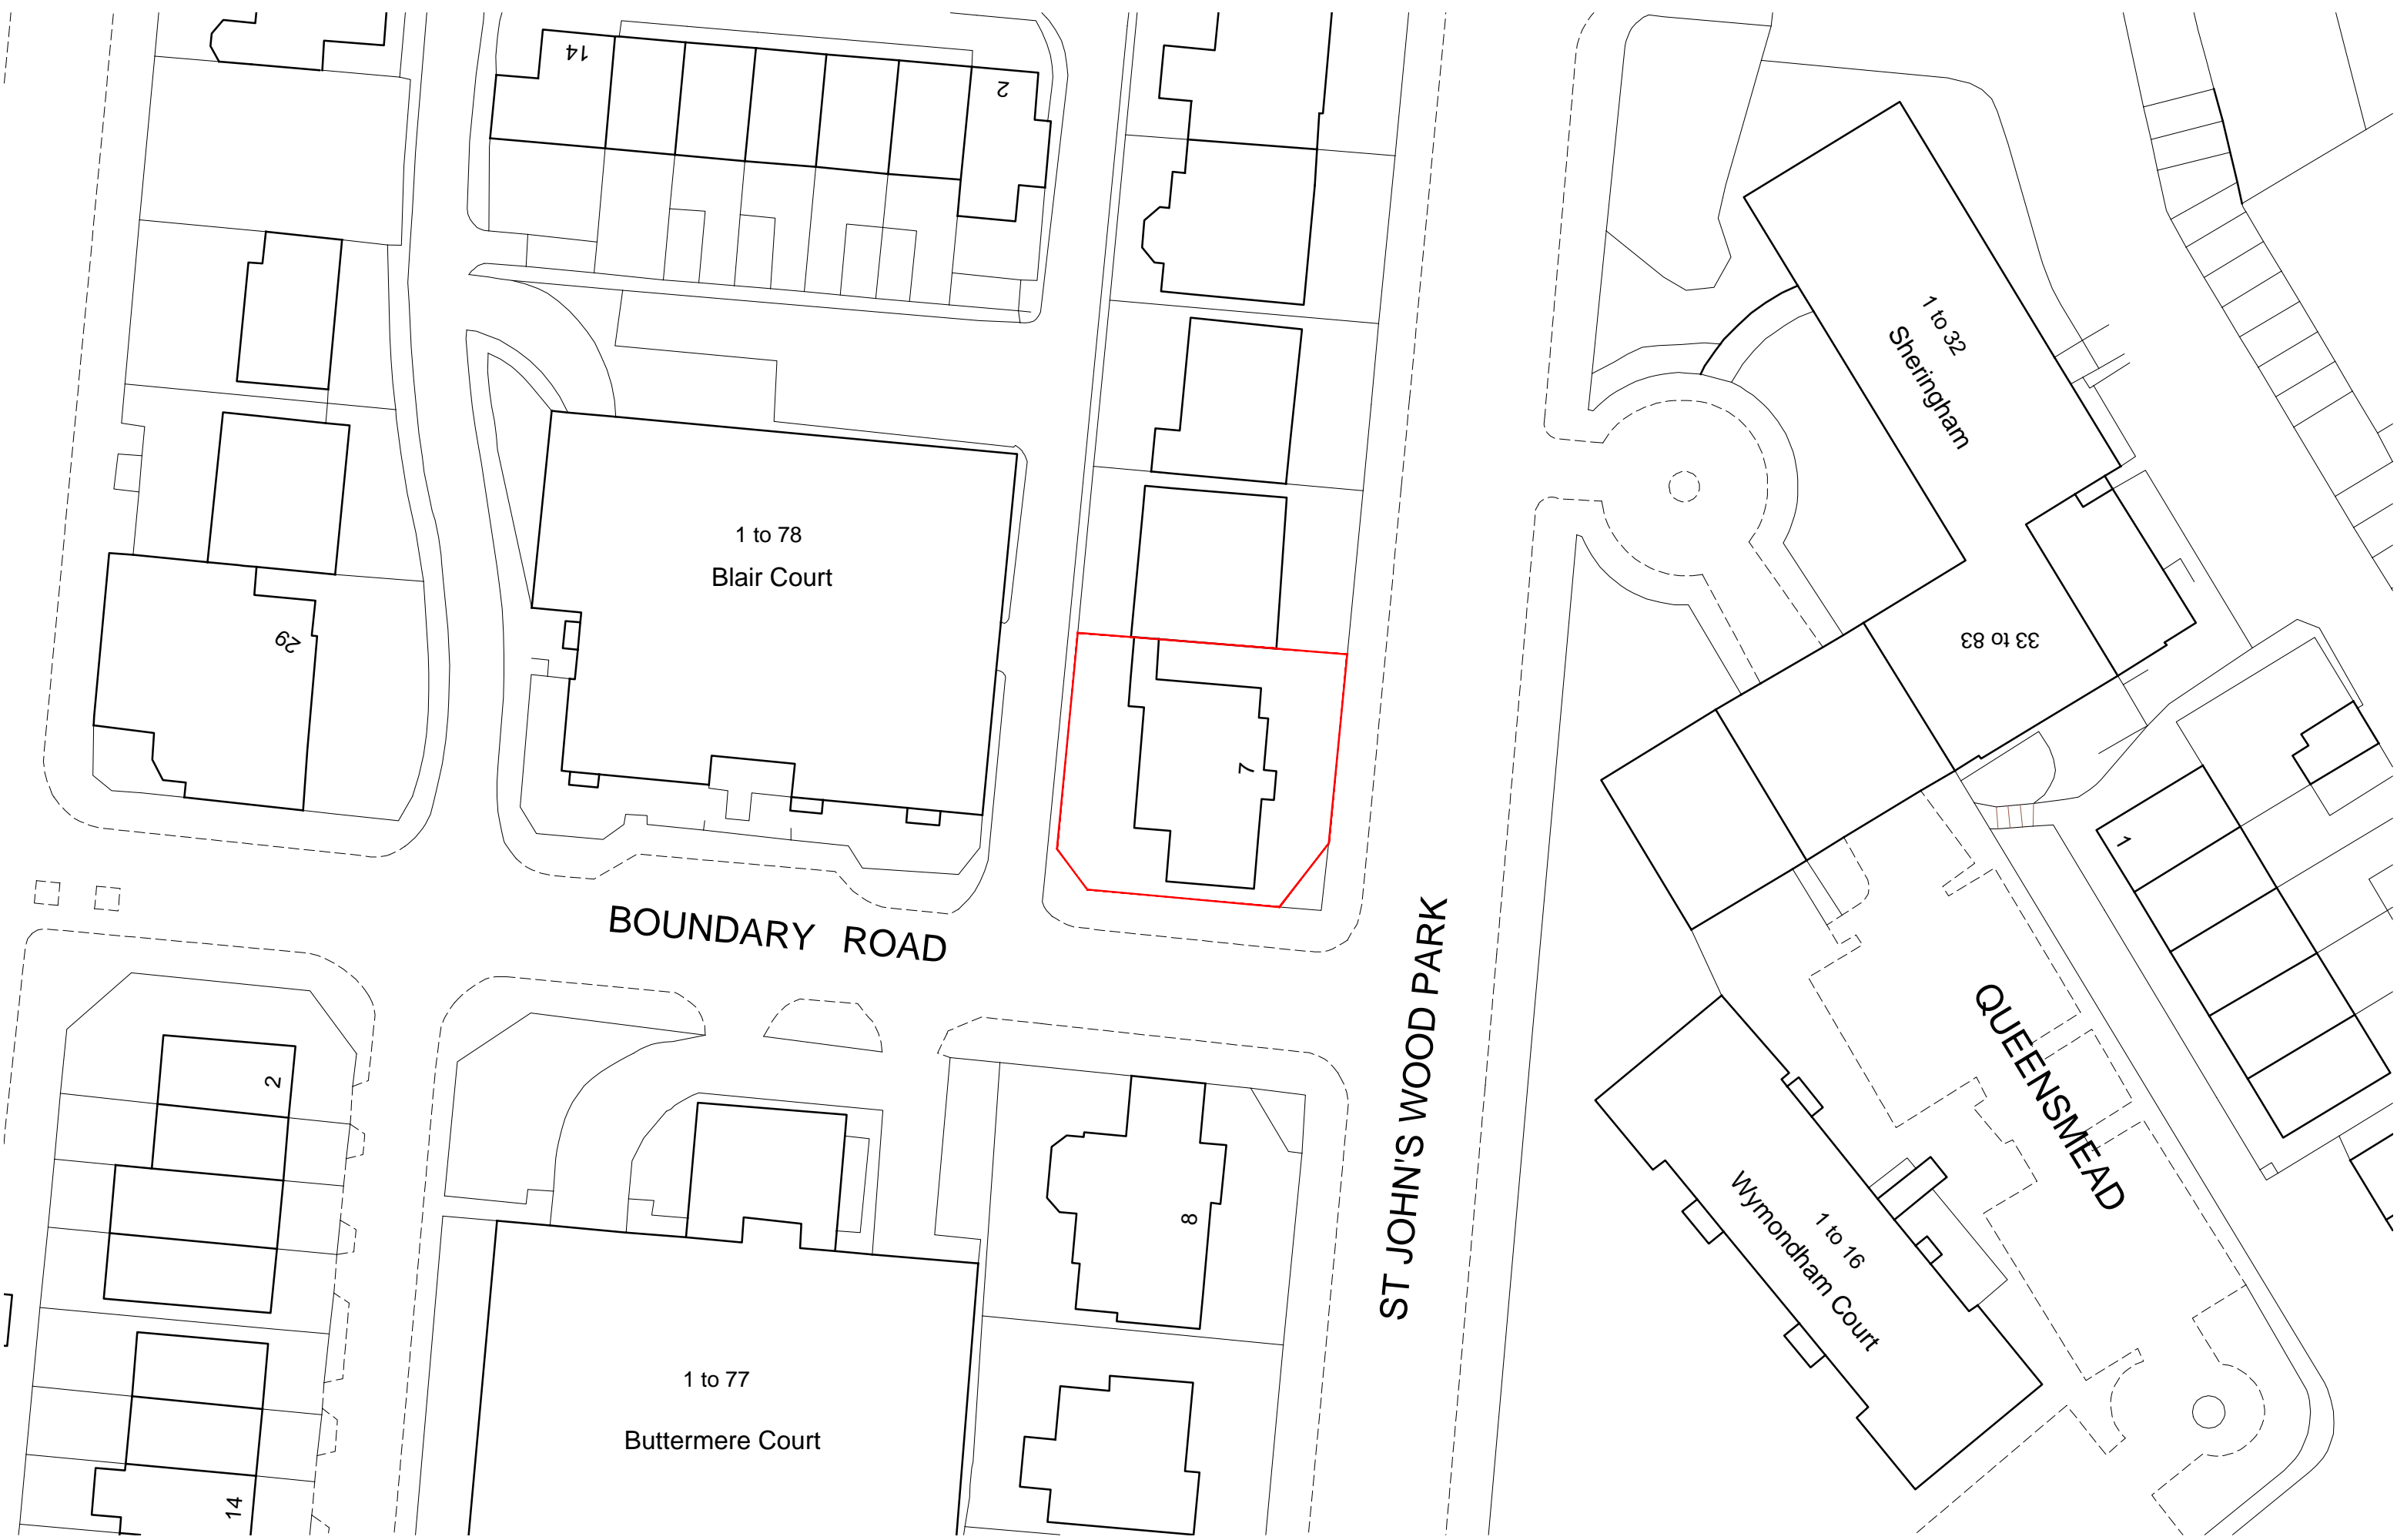 14
2
1 to 32
Sheringham
1 to 78
Blair Court
29
33 to 83
7
1
BOUNDARY ROAD
ST JOHN'S WOOD PARK
QUEENSMEAD
2
8
1 to 16
Wymondham Court
1 to 77
Buttermere Court
14